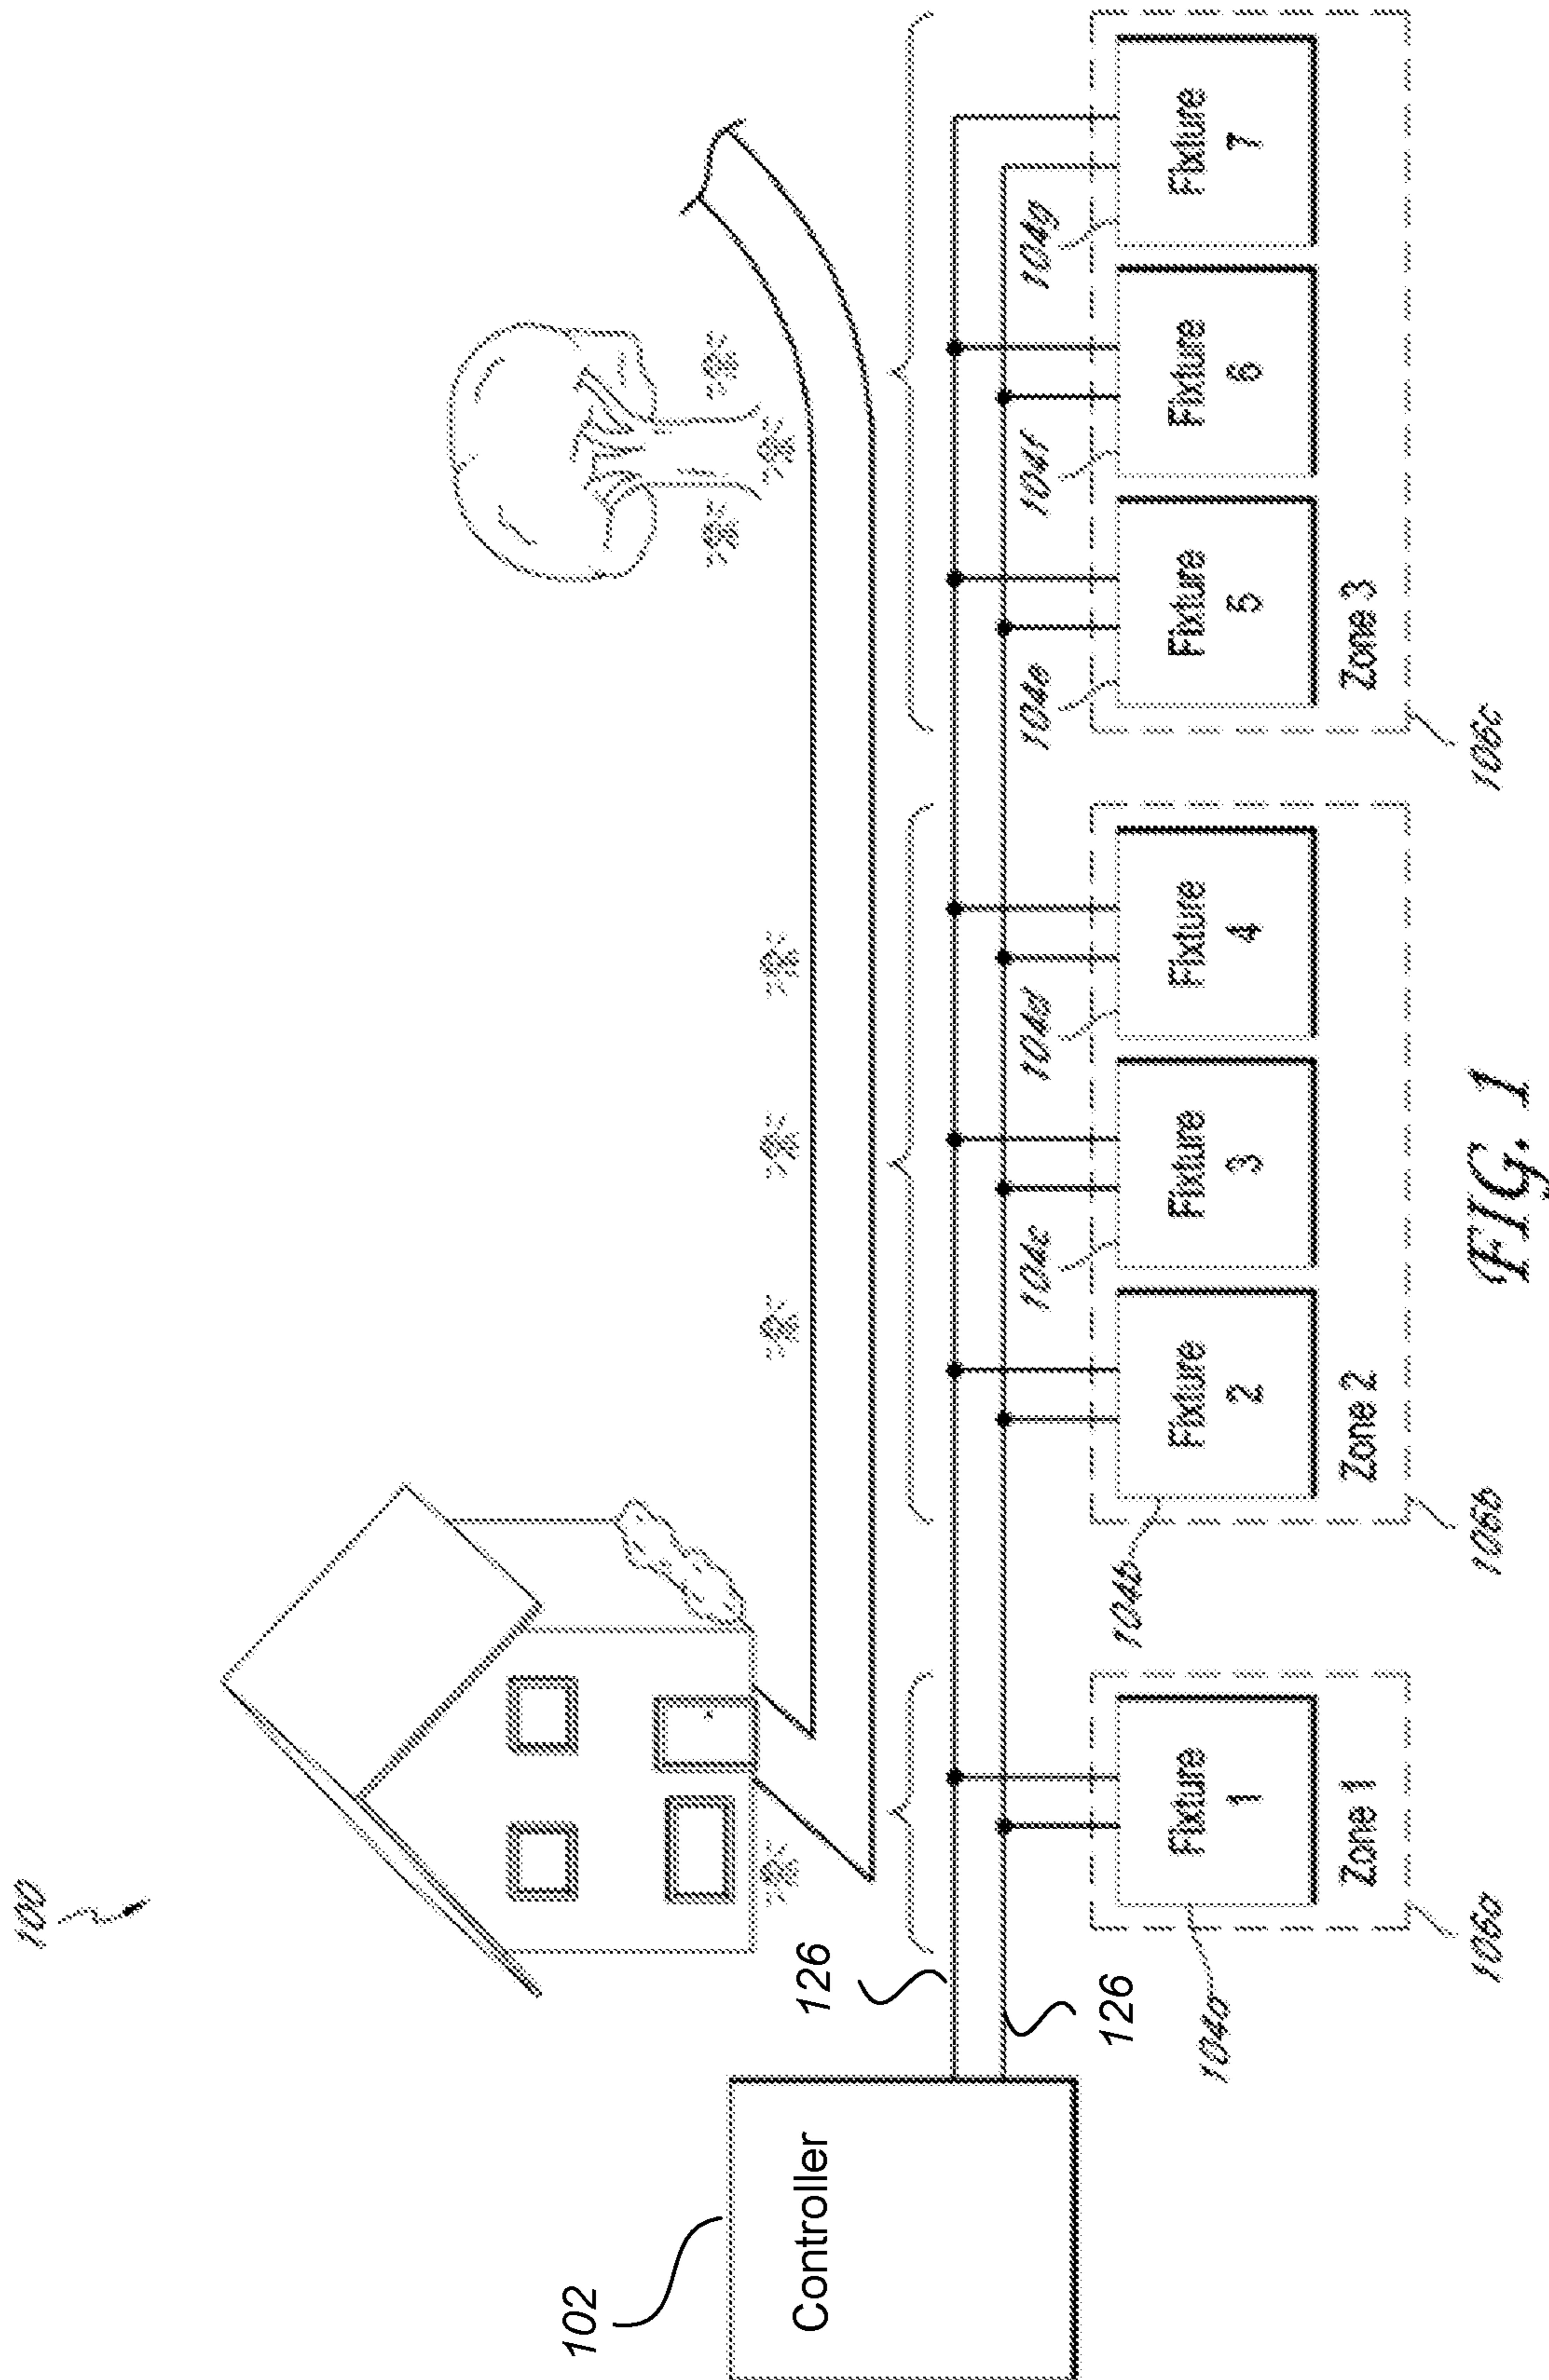 100
102
Controller
126
126
104a
104b
104c
104d
104e
104f
104g
Fixture
1
Fixture
2
Fixture
3
Fixture
4
Fixture
5
Fixture
6
Fixture
7
Zone 1
Zone 2
Zone 3
106a
106b
106c
FIG. 1